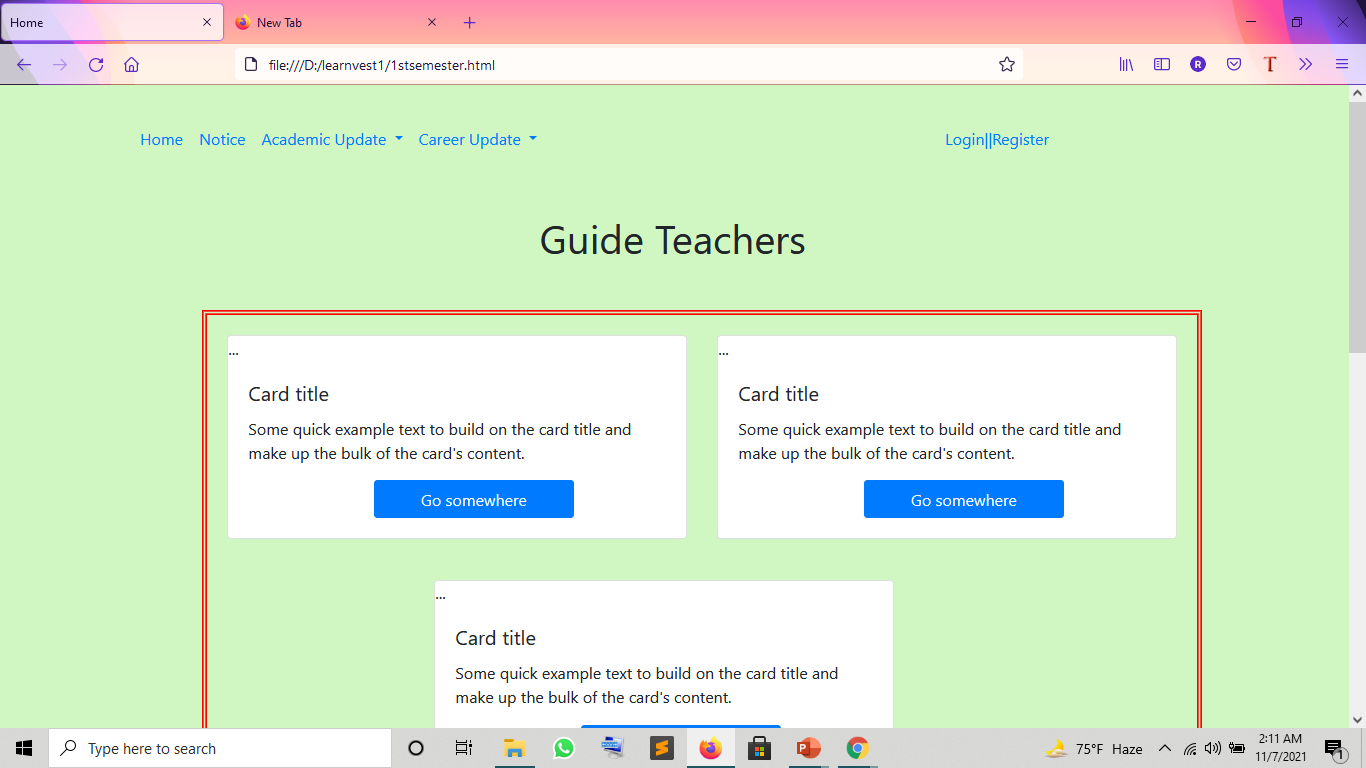 Home
New Tab
file:///D:/learnvest1/1stsemester.html
R
T
Home Notice Academic Update Career Update Login||Register
Guide Teachers
...
Card title
Some quick example text to build on the card title and
make up the bulk of the card's content.
Go somewhere
...
Card title
Some quick example text to build on the card title and
make up the bulk of the card's content.
Go somewhere
...
Card title
Some quick example text to build on the card title and
make up the bulk of the card's content.
Type here to search
75°F Haze
2:11 AM
11/7/2021
1